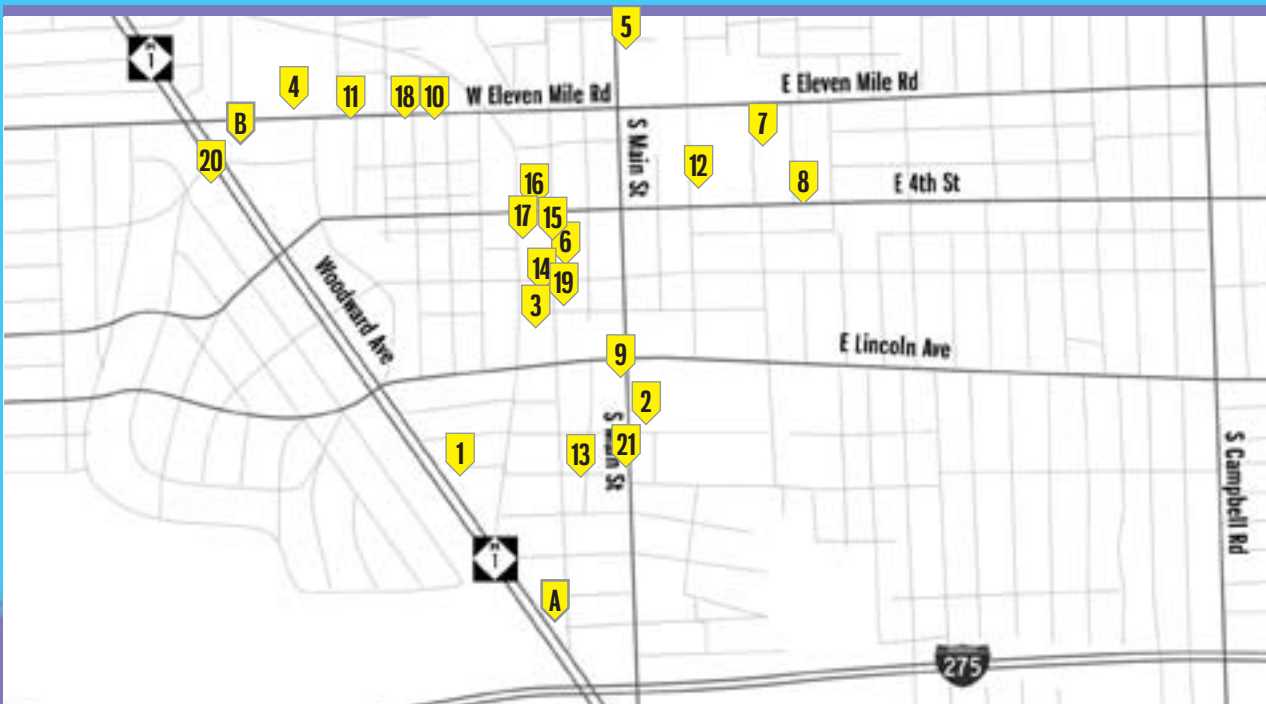 5
M
1
4
11
18
10
W Eleven Mile Rd
E Eleven Mile Rd
B
7
20
S Main St
12
16
8
E 4th St
17
15
6
14
19
3
Woodward Ave
9
E Lincoln Ave
2
S Main St
21
1
13
S Campbell Rd
M
1
A
275